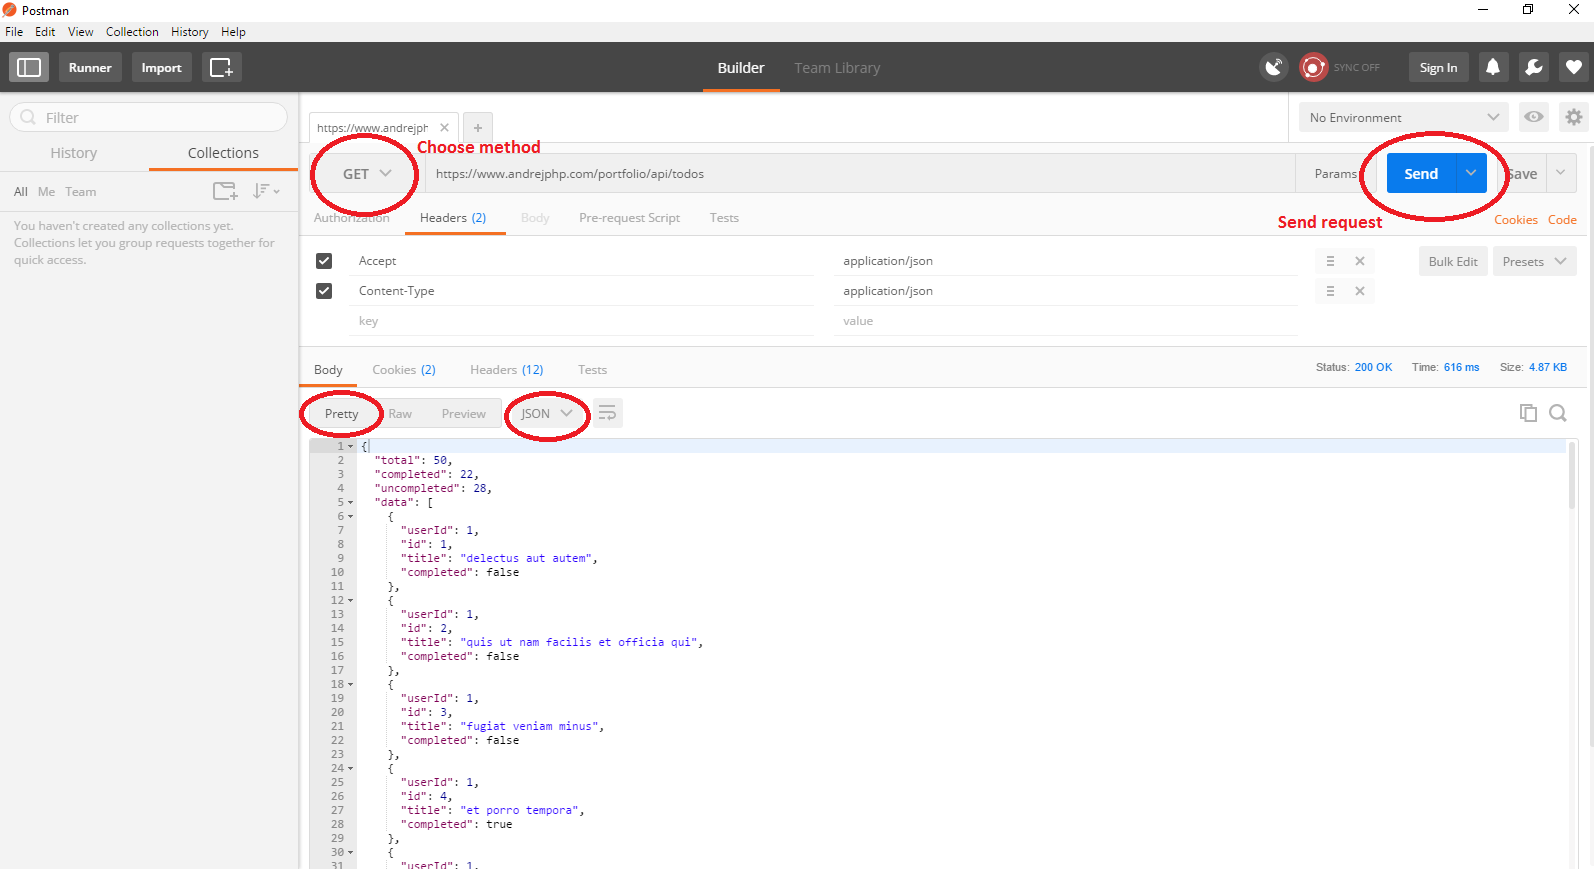 Postman
File Edit View Collection History Help
Runner Import Builder Team Library SYNC OFF Sign In
Filter
History Collections
All Me Team
You haven't created any collections yet.
Collections let you group requests together for
quick access.
https://www.andrejph No Environment
Choose method
GET https://www.andrejphp.com/portfolio/api/todos Params Send Save
Authorization Headers (2) Body Pre-request Script Tests Cookies Code
Send request
Accept application/json Bulk Edit Presets
Content-Type application/json
key value
Body Cookies (2) Headers (12) Tests Status: 200 OK Time: 616 ms Size: 4.87 KB
Pretty Raw Preview JSON
1 {
2 "total": 50,
3 "completed": 22,
4 "uncompleted": 28,
5 "data": [
6 {
7 "userId": 1,
8 "id": 1,
9 "title": "delectus aut autem",
10 "completed": false
11 },
12 {
13 "userId": 1,
14 "id": 2,
15 "title": "quis ut nam facilis et officia qui",
16 "completed": false
17 },
18 {
19 "userId": 1,
20 "id": 3,
21 "title": "fugiat veniam minus",
22 "completed": false
23 },
24 {
25 "userId": 1,
26 "id": 4,
27 "title": "et porro tempora",
28 "completed": true
29 },
30 {
31 "userId": 1,